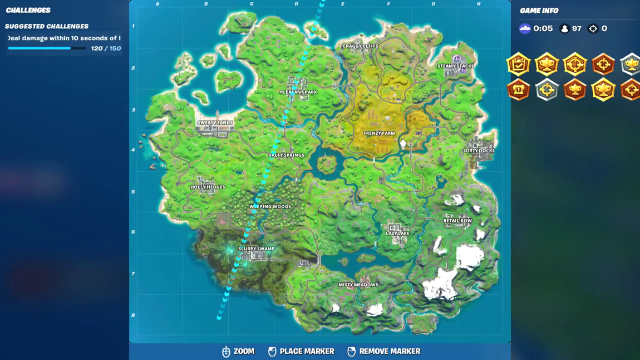 CHALLENGES
SUGGESTED CHALLENGES
Deal damage within 10 seconds of l
120 / 150
GAME INFO
0:05 97 0
A B C D E F G H
1
2
3
4
5
6
7
8
CRAGGY CLIFFS
STEAMY STACKS
PLEASANT PARK
SWEATY SANDS
FRENZY FARM
SALTY SPRINGS
DIRTY DOCKS
HOLLY HEDGES
WEEPING WOODS
RETAIL ROW
LAZY LAKE
SLURPY SWAMP
MISTY MEADOWS
ZOOM PLACE MARKER REMOVE MARKER